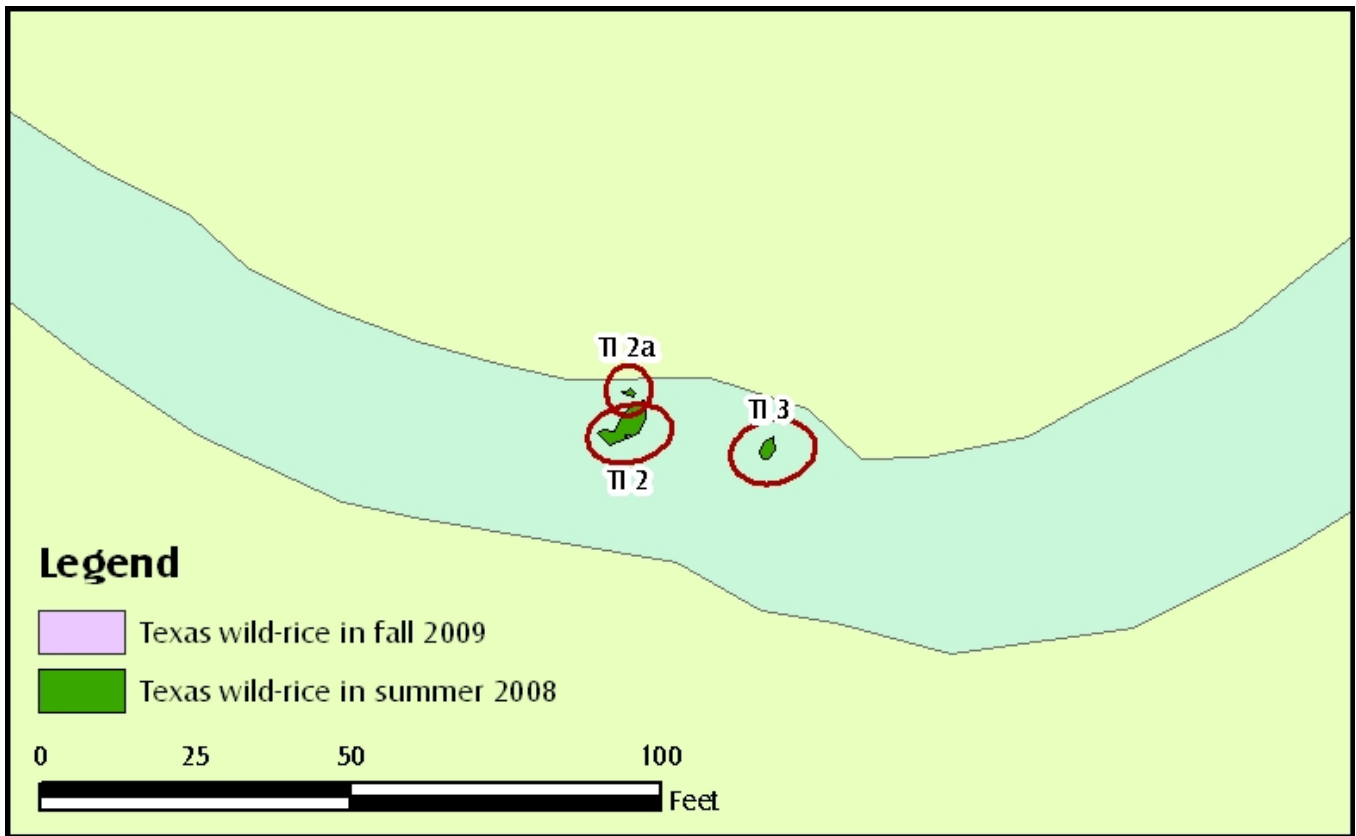 TI 2a
TI 3
TI 2
Legend
Texas wild-rice in fall 2009
Texas wild-rice in summer 2008
0 25 50 100
Feet